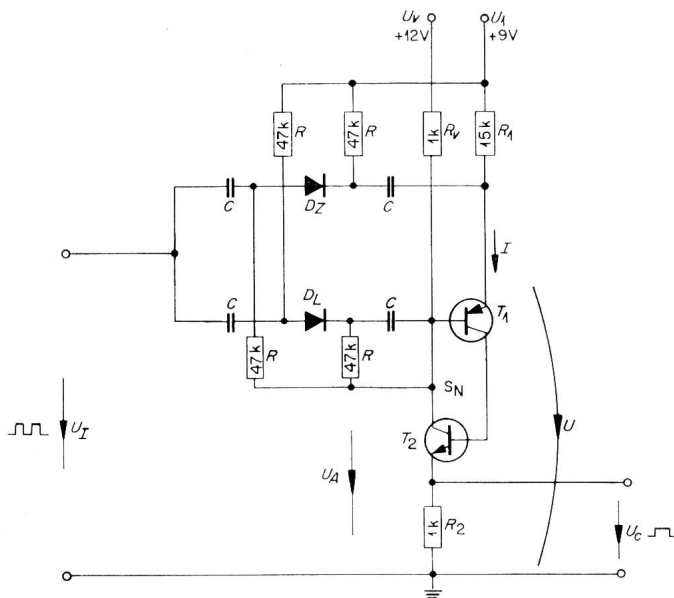 U_V U_1
+12V +9V
47k R 47k R 1k R_V 15k R_1
C D_Z C
I
C D_L C T_1
47k R 47k R
S_N
U_I T_2 U
U_A
1k R_2 U_C